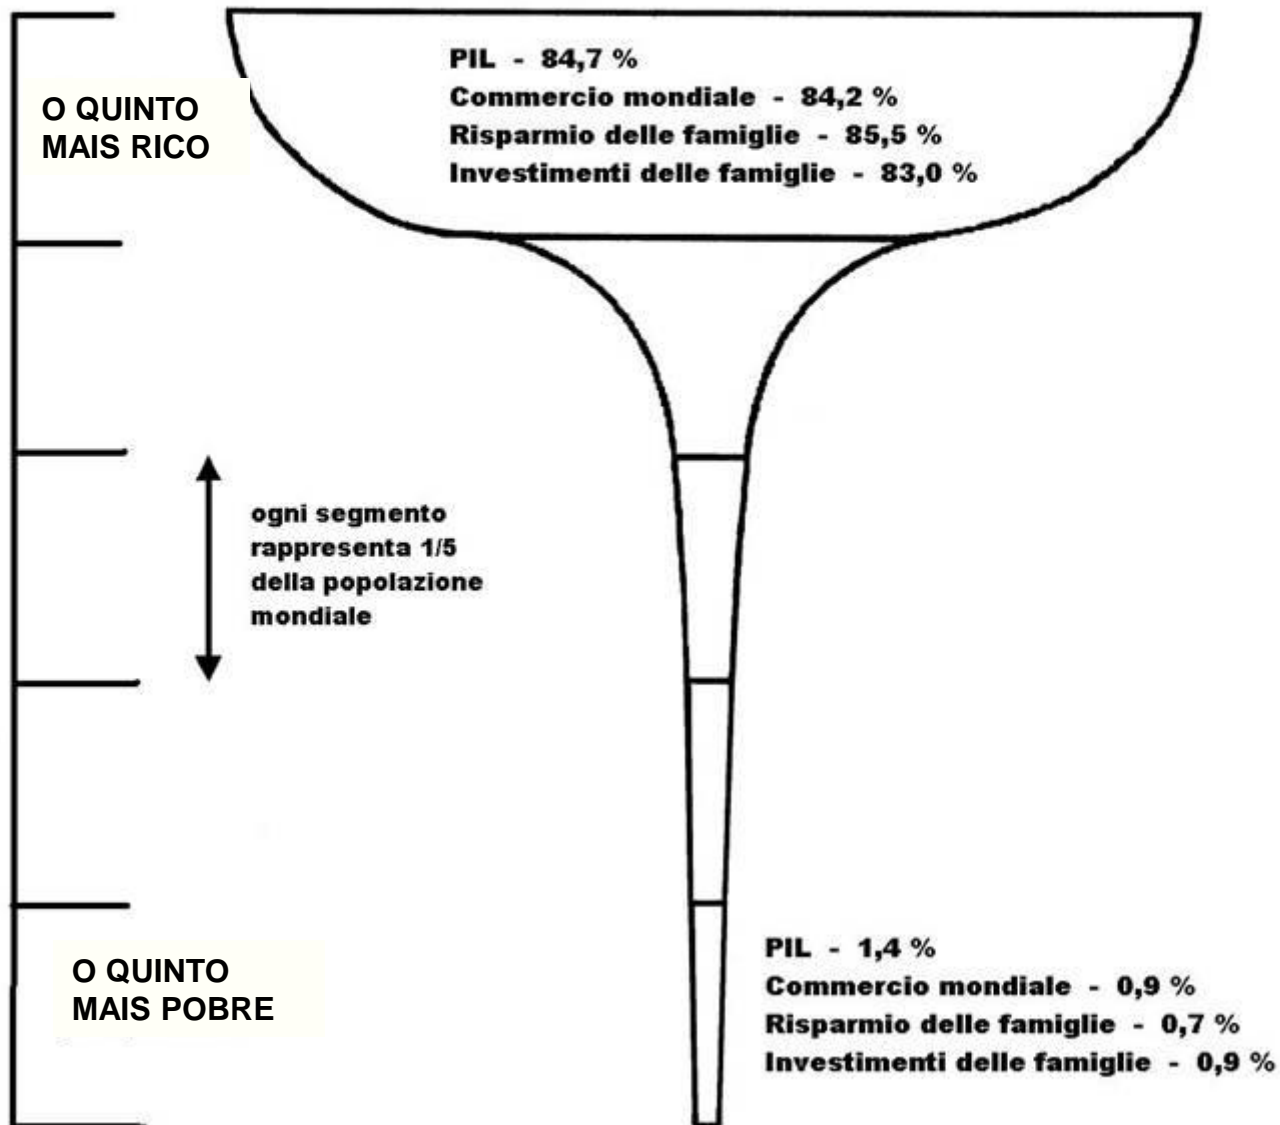 O QUINTO
MAIS RICO
PIL - 84,7 %
Commercio mondiale - 84,2 %
Risparmio delle famiglie - 85,5 %
Investimenti delle famiglie - 83,0 %
ogni segmento
rappresenta 1/5
della popolazione
mondiale
O QUINTO
MAIS POBRE
PIL - 1,4 %
Commercio mondiale - 0,9 %
Risparmio delle famiglie - 0,7 %
Investimenti delle famiglie - 0,9 %